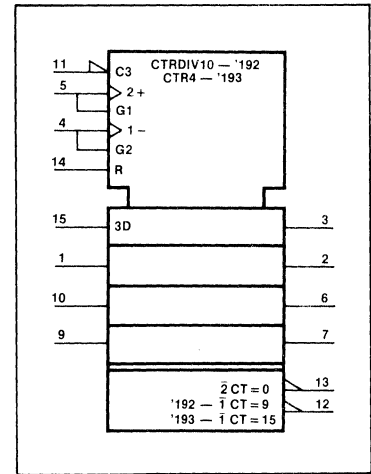 CTRDIV10 — '192
CTR4 — '193
11 C3
5 2 +
G1
4 1 −
G2
14 R
15 3D 3
1 2
10 6
9 7
2̄ CT = 0 13
'192 — 1̄ CT = 9 12
'193 — 1̄ CT = 15